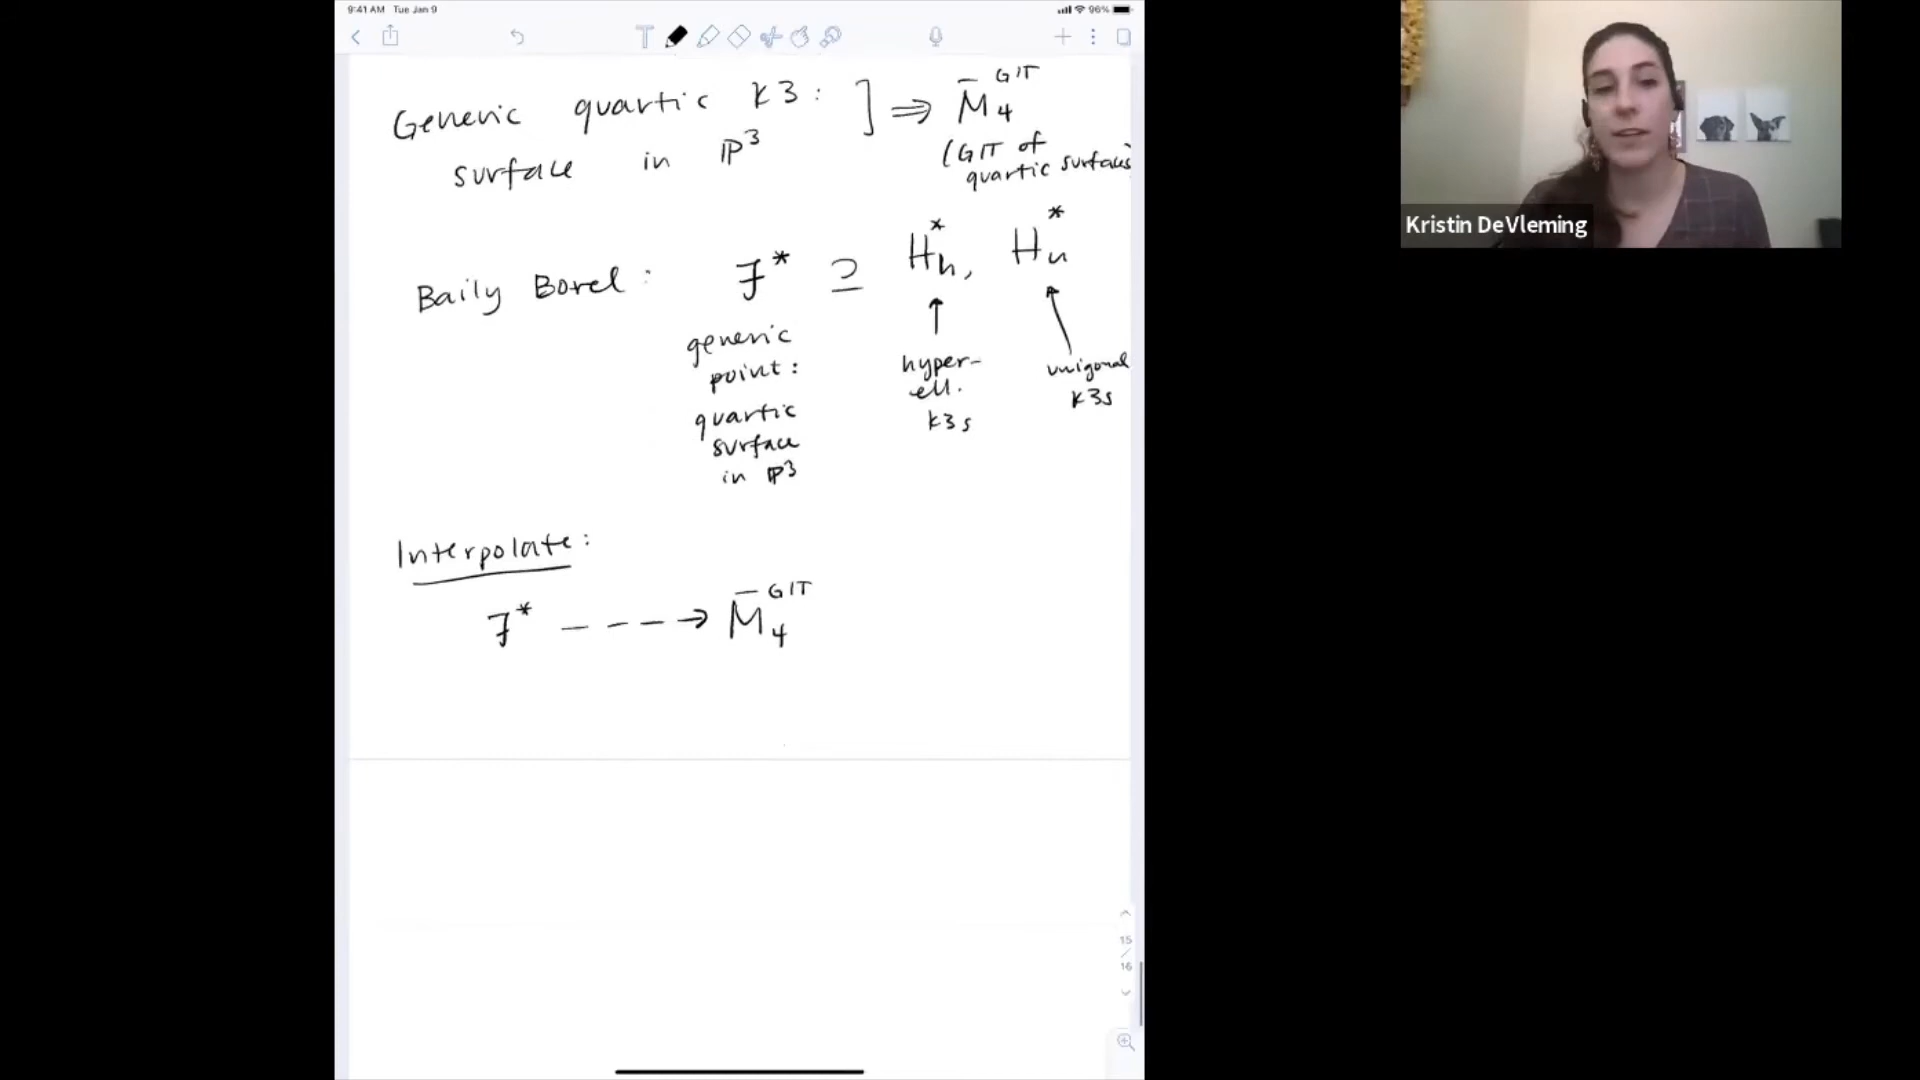 9:41 AM Tue Jan 9
96%
Generic quartic K3: ] ⇒ M̄₄^GIT
surface in ℙ³
(GIT of
quartic surfaces)
Baily Borel: F* ⊇ H_h*, H_u*
generic
point:
quartic
surface
in ℙ³
hyper-
ell.
K3s
unigonal
K3s
Interpolate:
F* ----> M̄₄^GIT
15
16
Kristin DeVleming